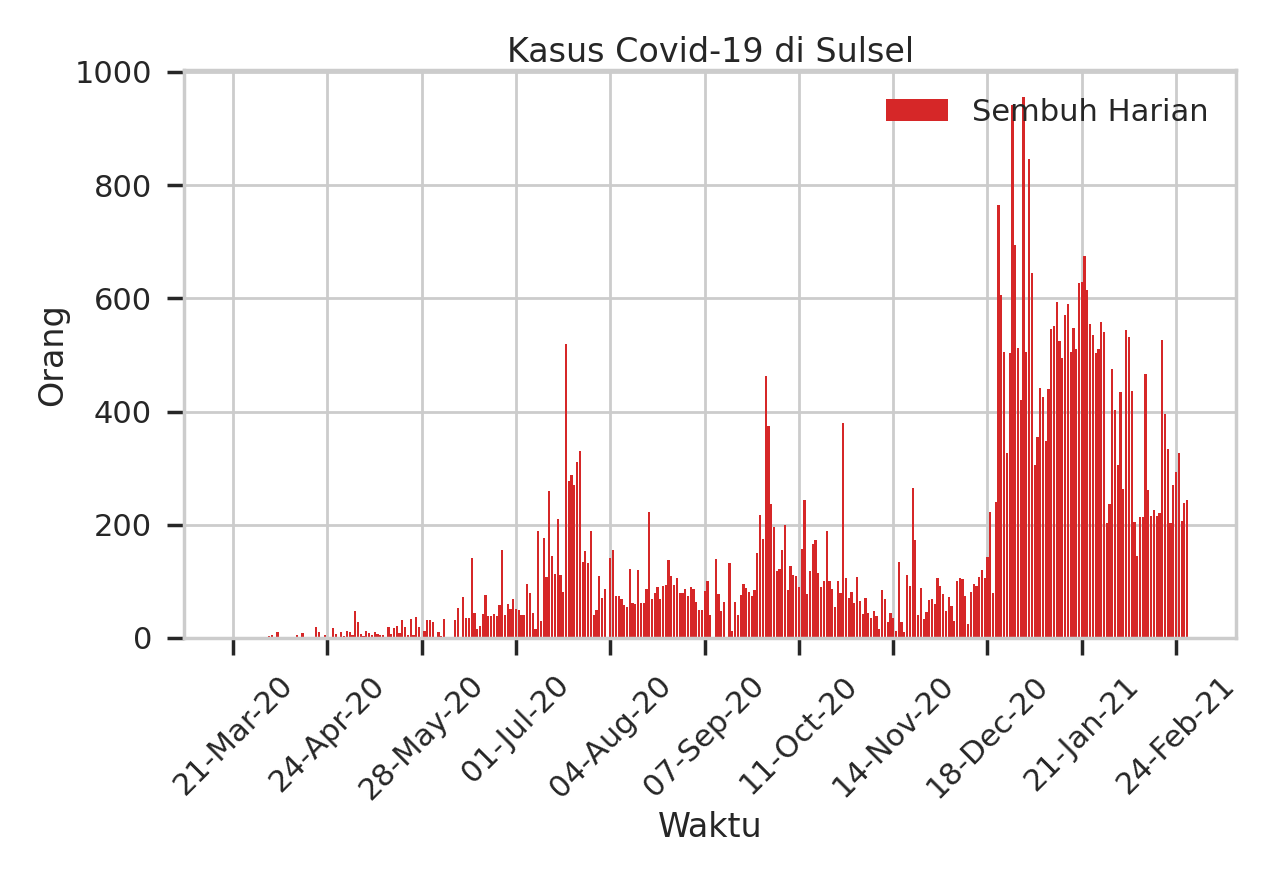 Kasus Covid-19 di Sulsel
Sembuh Harian
1000
800
600
400
200
0
Orang
21-Mar-20
24-Apr-20
28-May-20
01-Jul-20
04-Aug-20
07-Sep-20
11-Oct-20
14-Nov-20
18-Dec-20
21-Jan-21
24-Feb-21
Waktu